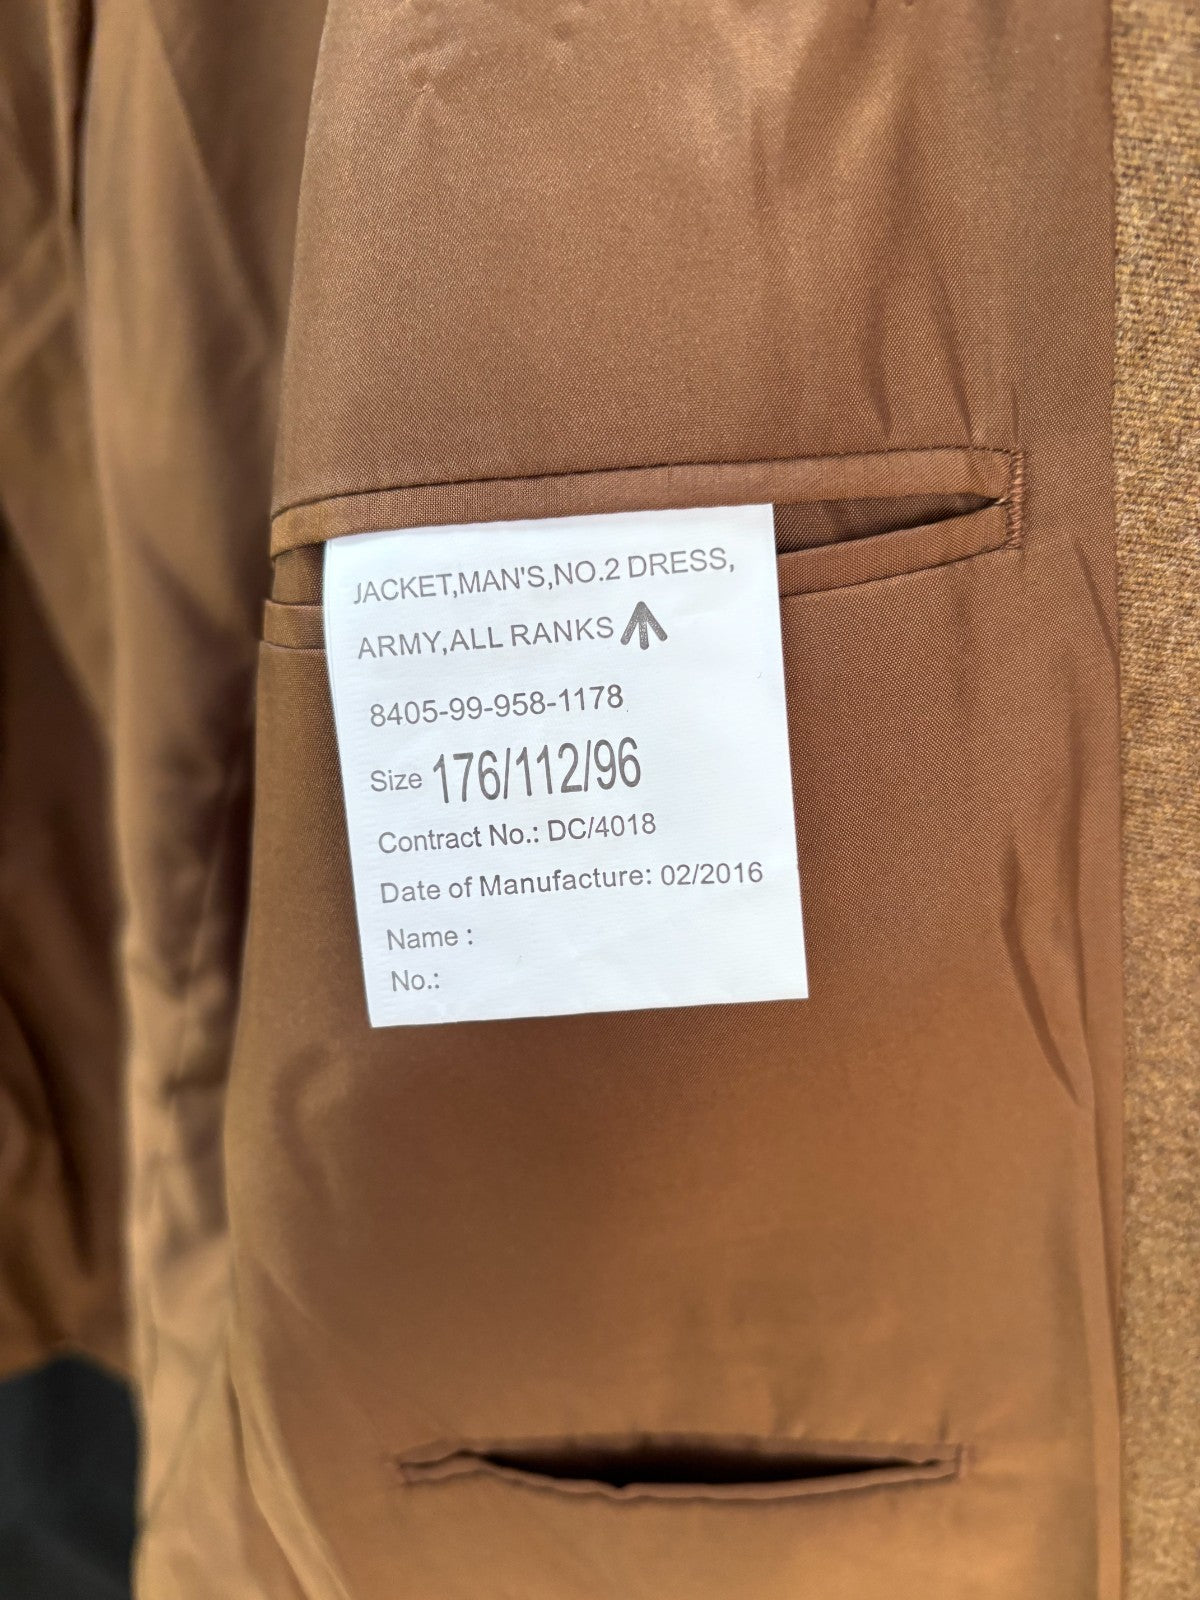 JACKET,MAN'S,NO.2 DRESS,
ARMY,ALL RANKS
8405-99-958-1178
Size 176/112/96
Contract No.: DC/4018
Date of Manufacture: 02/2016
Name :
No.: